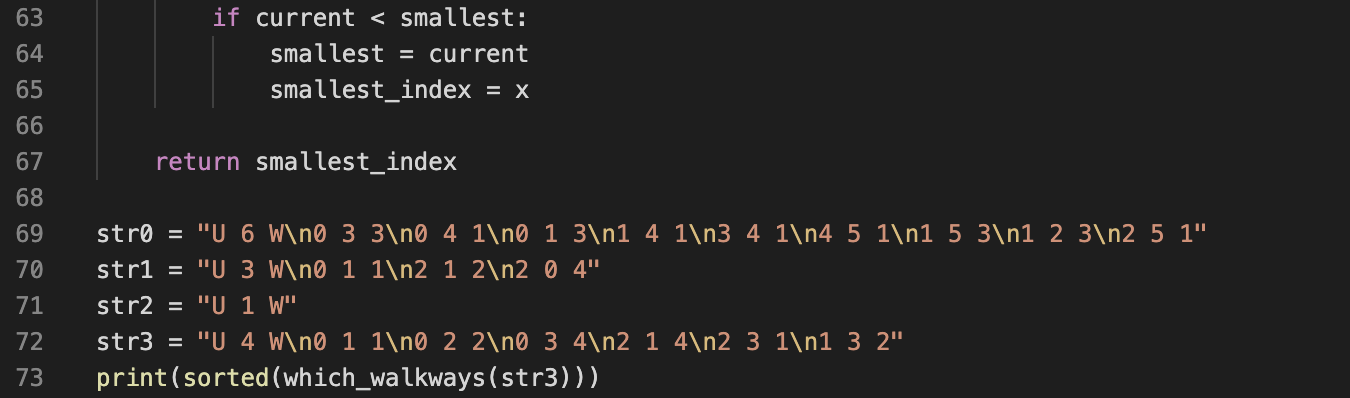 63 if current < smallest:
64 smallest = current
65 smallest_index = x
66
67 return smallest_index
68
69 str0 = "U 6 W\n0 3 3\n0 4 1\n0 1 3\n1 4 1\n3 4 1\n4 5 1\n1 5 3\n1 2 3\n2 5 1"
70 str1 = "U 3 W\n0 1 1\n2 1 2\n2 0 4"
71 str2 = "U 1 W"
72 str3 = "U 4 W\n0 1 1\n0 2 2\n0 3 4\n2 1 4\n2 3 1\n1 3 2"
73 print(sorted(which_walkways(str3)))